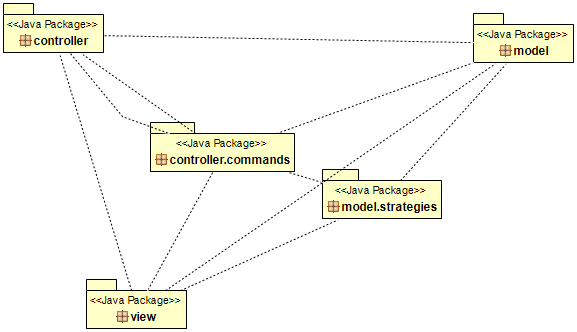 <<Java Package>>
controller
<<Java Package>>
model
<<Java Package>>
controller.commands
<<Java Package>>
model.strategies
<<Java Package>>
view